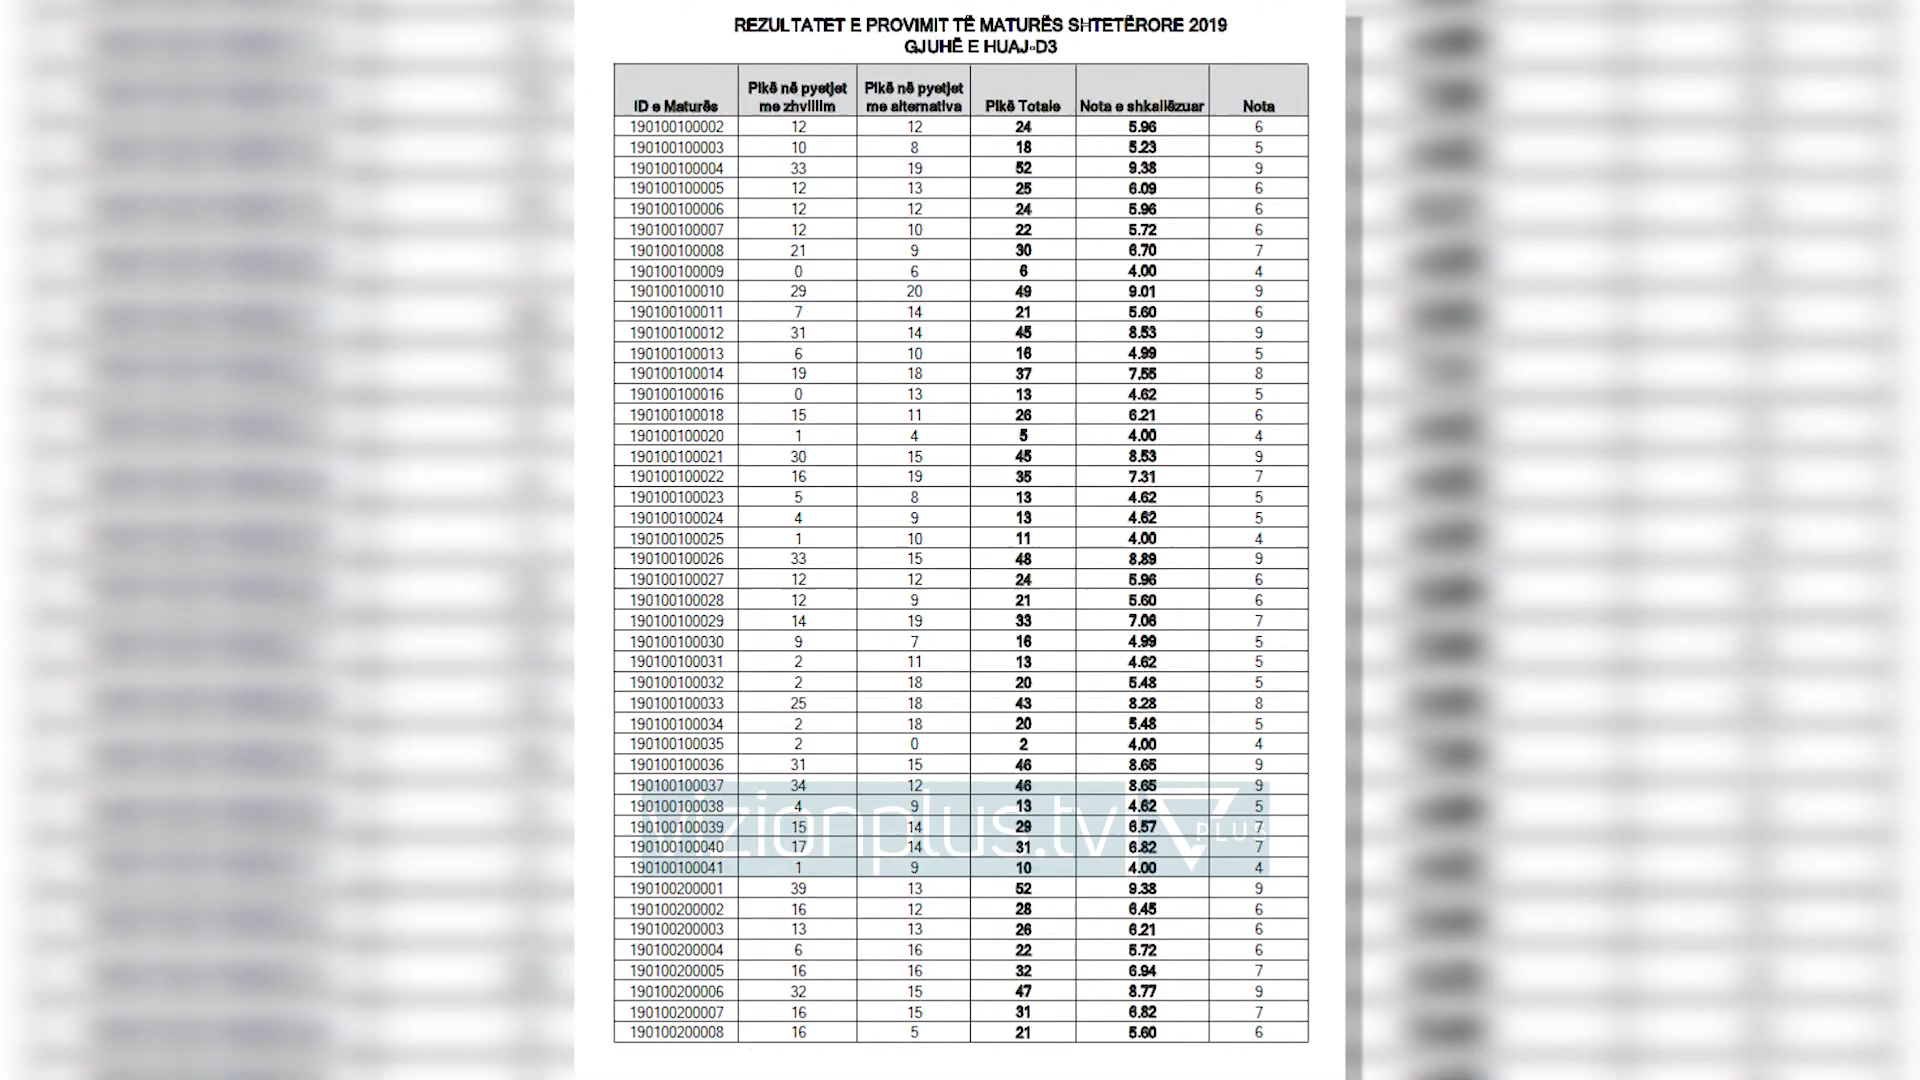 REZULTATET E PROVIMIT TË MATURËS SHTETËRORE 2019
GJUHË E HUAJ-D3
ID e Maturës Pikë në pyetjet me zhvillim Pikë në pyetjet me alternativa Pikë Totale Nota e shkallëzuar Nota
190100100002 12 12 24 5.96 6
190100100003 10 8 18 5.23 5
190100100004 33 19 52 9.38 9
190100100005 12 13 25 6.09 6
190100100006 12 12 24 5.96 6
190100100007 12 10 22 5.72 6
190100100008 21 9 30 6.70 7
190100100009 0 6 6 4.00 4
190100100010 29 20 49 9.01 9
190100100011 7 14 21 5.60 6
190100100012 31 14 45 8.53 9
190100100013 6 10 16 4.99 5
190100100014 19 18 37 7.55 8
190100100016 0 13 13 4.62 5
190100100018 15 11 26 6.21 6
190100100020 1 4 5 4.00 4
190100100021 30 15 45 8.53 9
190100100022 16 19 35 7.31 7
190100100023 5 8 13 4.62 5
190100100024 4 9 13 4.62 5
190100100025 1 10 11 4.00 4
190100100026 33 15 48 8.89 9
190100100027 12 12 24 5.96 6
190100100028 12 9 21 5.60 6
190100100029 14 19 33 7.06 7
190100100030 9 7 16 4.99 5
190100100031 2 11 13 4.62 5
190100100032 2 18 20 5.48 5
190100100033 25 18 43 8.28 8
190100100034 2 18 20 5.48 5
190100100035 2 0 2 4.00 4
190100100036 31 15 46 8.65 9
190100100037 34 12 46 8.65 9
190100100038 4 9 13 4.62 5
190100100039 15 14 29 6.57 7
190100100040 17 14 31 6.82 7
190100100041 1 9 10 4.00 4
190100200001 39 13 52 9.38 9
190100200002 16 12 28 6.45 6
190100200003 13 13 26 6.21 6
190100200004 6 16 22 5.72 6
190100200005 16 16 32 6.94 7
190100200006 32 15 47 8.77 9
190100200007 16 15 31 6.82 7
190100200008 16 5 21 5.60 6
vizionplus.tv PLUS